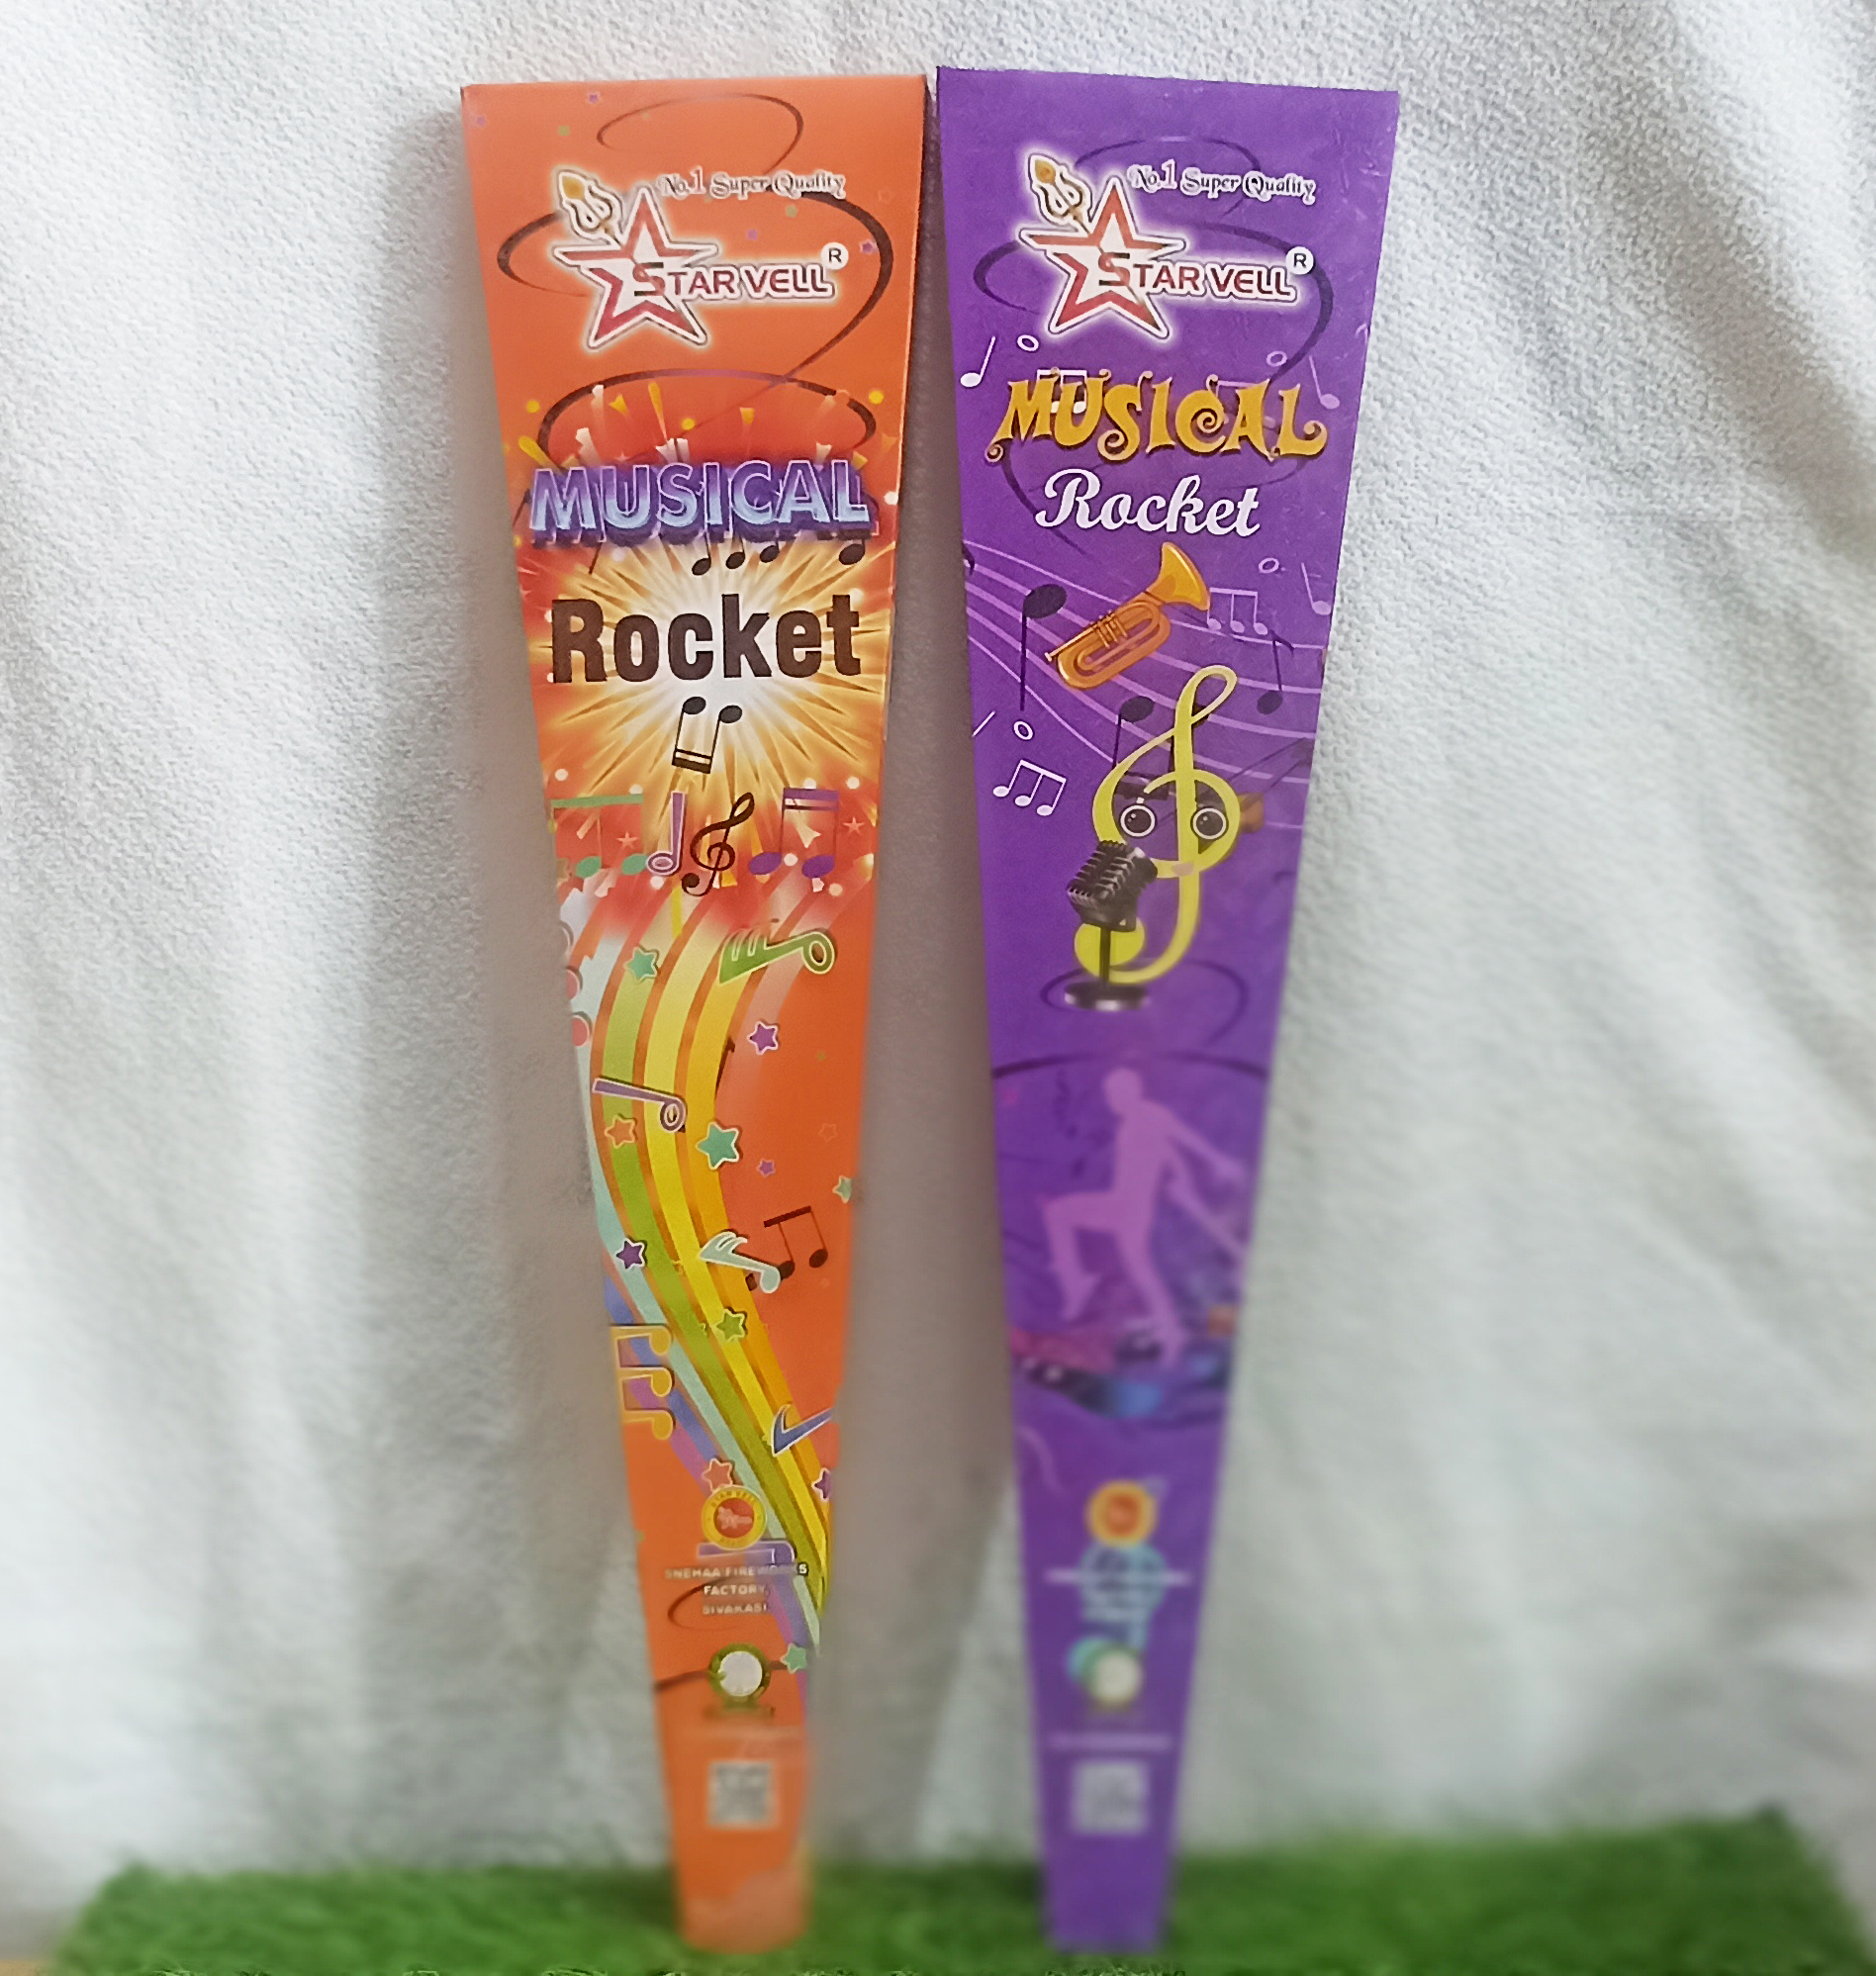 No.1 Super Quality
STAR VELL R
MUSICAL
Rocket
SNEHAA FIREWORKS
FACTORY,
SIVAKASI
No.1 Super Quality
STAR VELL R
MUSICAL
Rocket